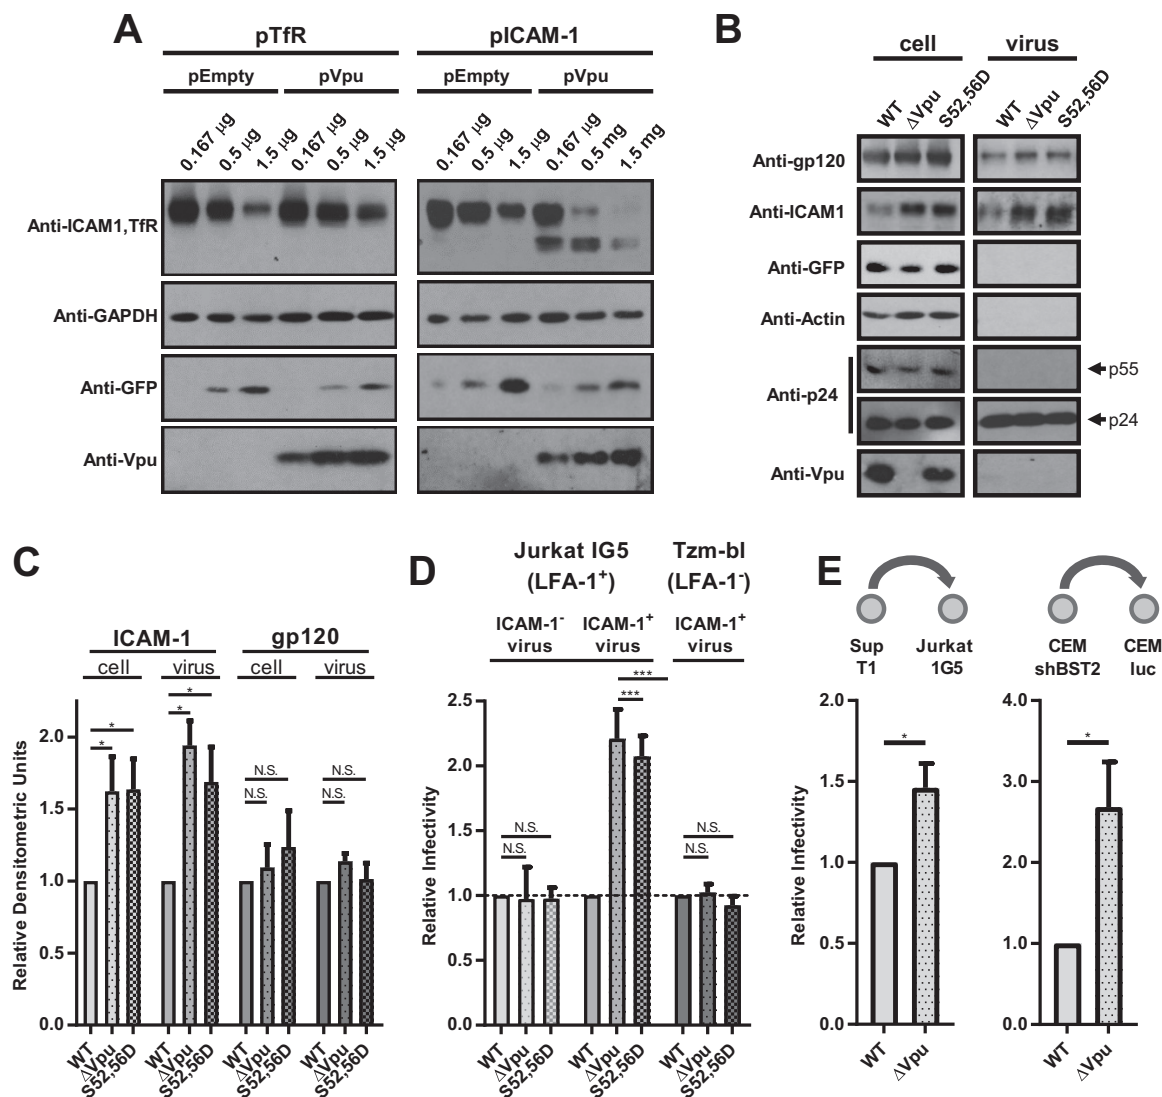 A
pTfR
pICAM-1
pEmpty
pVpu
pEmpty
pVpu
0.167 µg
0.5 µg
1.5 µg
0.167 µg
0.5 µg
1.5 µg
0.167 µg
0.5 µg
1.5 µg
0.167 µg
0.5 mg
1.5 mg
Anti-ICAM1,TfR
Anti-GAPDH
Anti-GFP
Anti-Vpu
B
cell
virus
WT
ΔVpu
S52,56D
WT
ΔVpu
S52,56D
Anti-gp120
Anti-ICAM1
Anti-GFP
Anti-Actin
Anti-p24
p55
p24
Anti-Vpu
C
ICAM-1
gp120
cell
virus
cell
virus
Relative Densitometric Units
2.0
1.5
1.0
0.5
0.0
*
*
*
*
N.S.
N.S.
N.S.
N.S.
WT
ΔVpu
S52,56D
WT
ΔVpu
S52,56D
WT
ΔVpu
S52,56D
WT
ΔVpu
S52,56D
D
Jurkat IG5
(LFA-1+)
Tzm-bl
(LFA-1-)
ICAM-1-
virus
ICAM-1+
virus
ICAM-1+
virus
Relative Infectivity
2.5
2.0
1.5
1.0
0.5
0.0
***
***
N.S.
N.S.
N.S.
N.S.
WT
ΔVpu
S52,56D
WT
ΔVpu
S52,56D
WT
ΔVpu
S52,56D
E
Sup
T1
Jurkat
1G5
CEM
shBST2
CEM
luc
Relative Infectivity
2.0
1.5
1.0
0.5
0.0
*
WT
ΔVpu
4.0
3.0
2.0
1.0
0.0
*
WT
ΔVpu